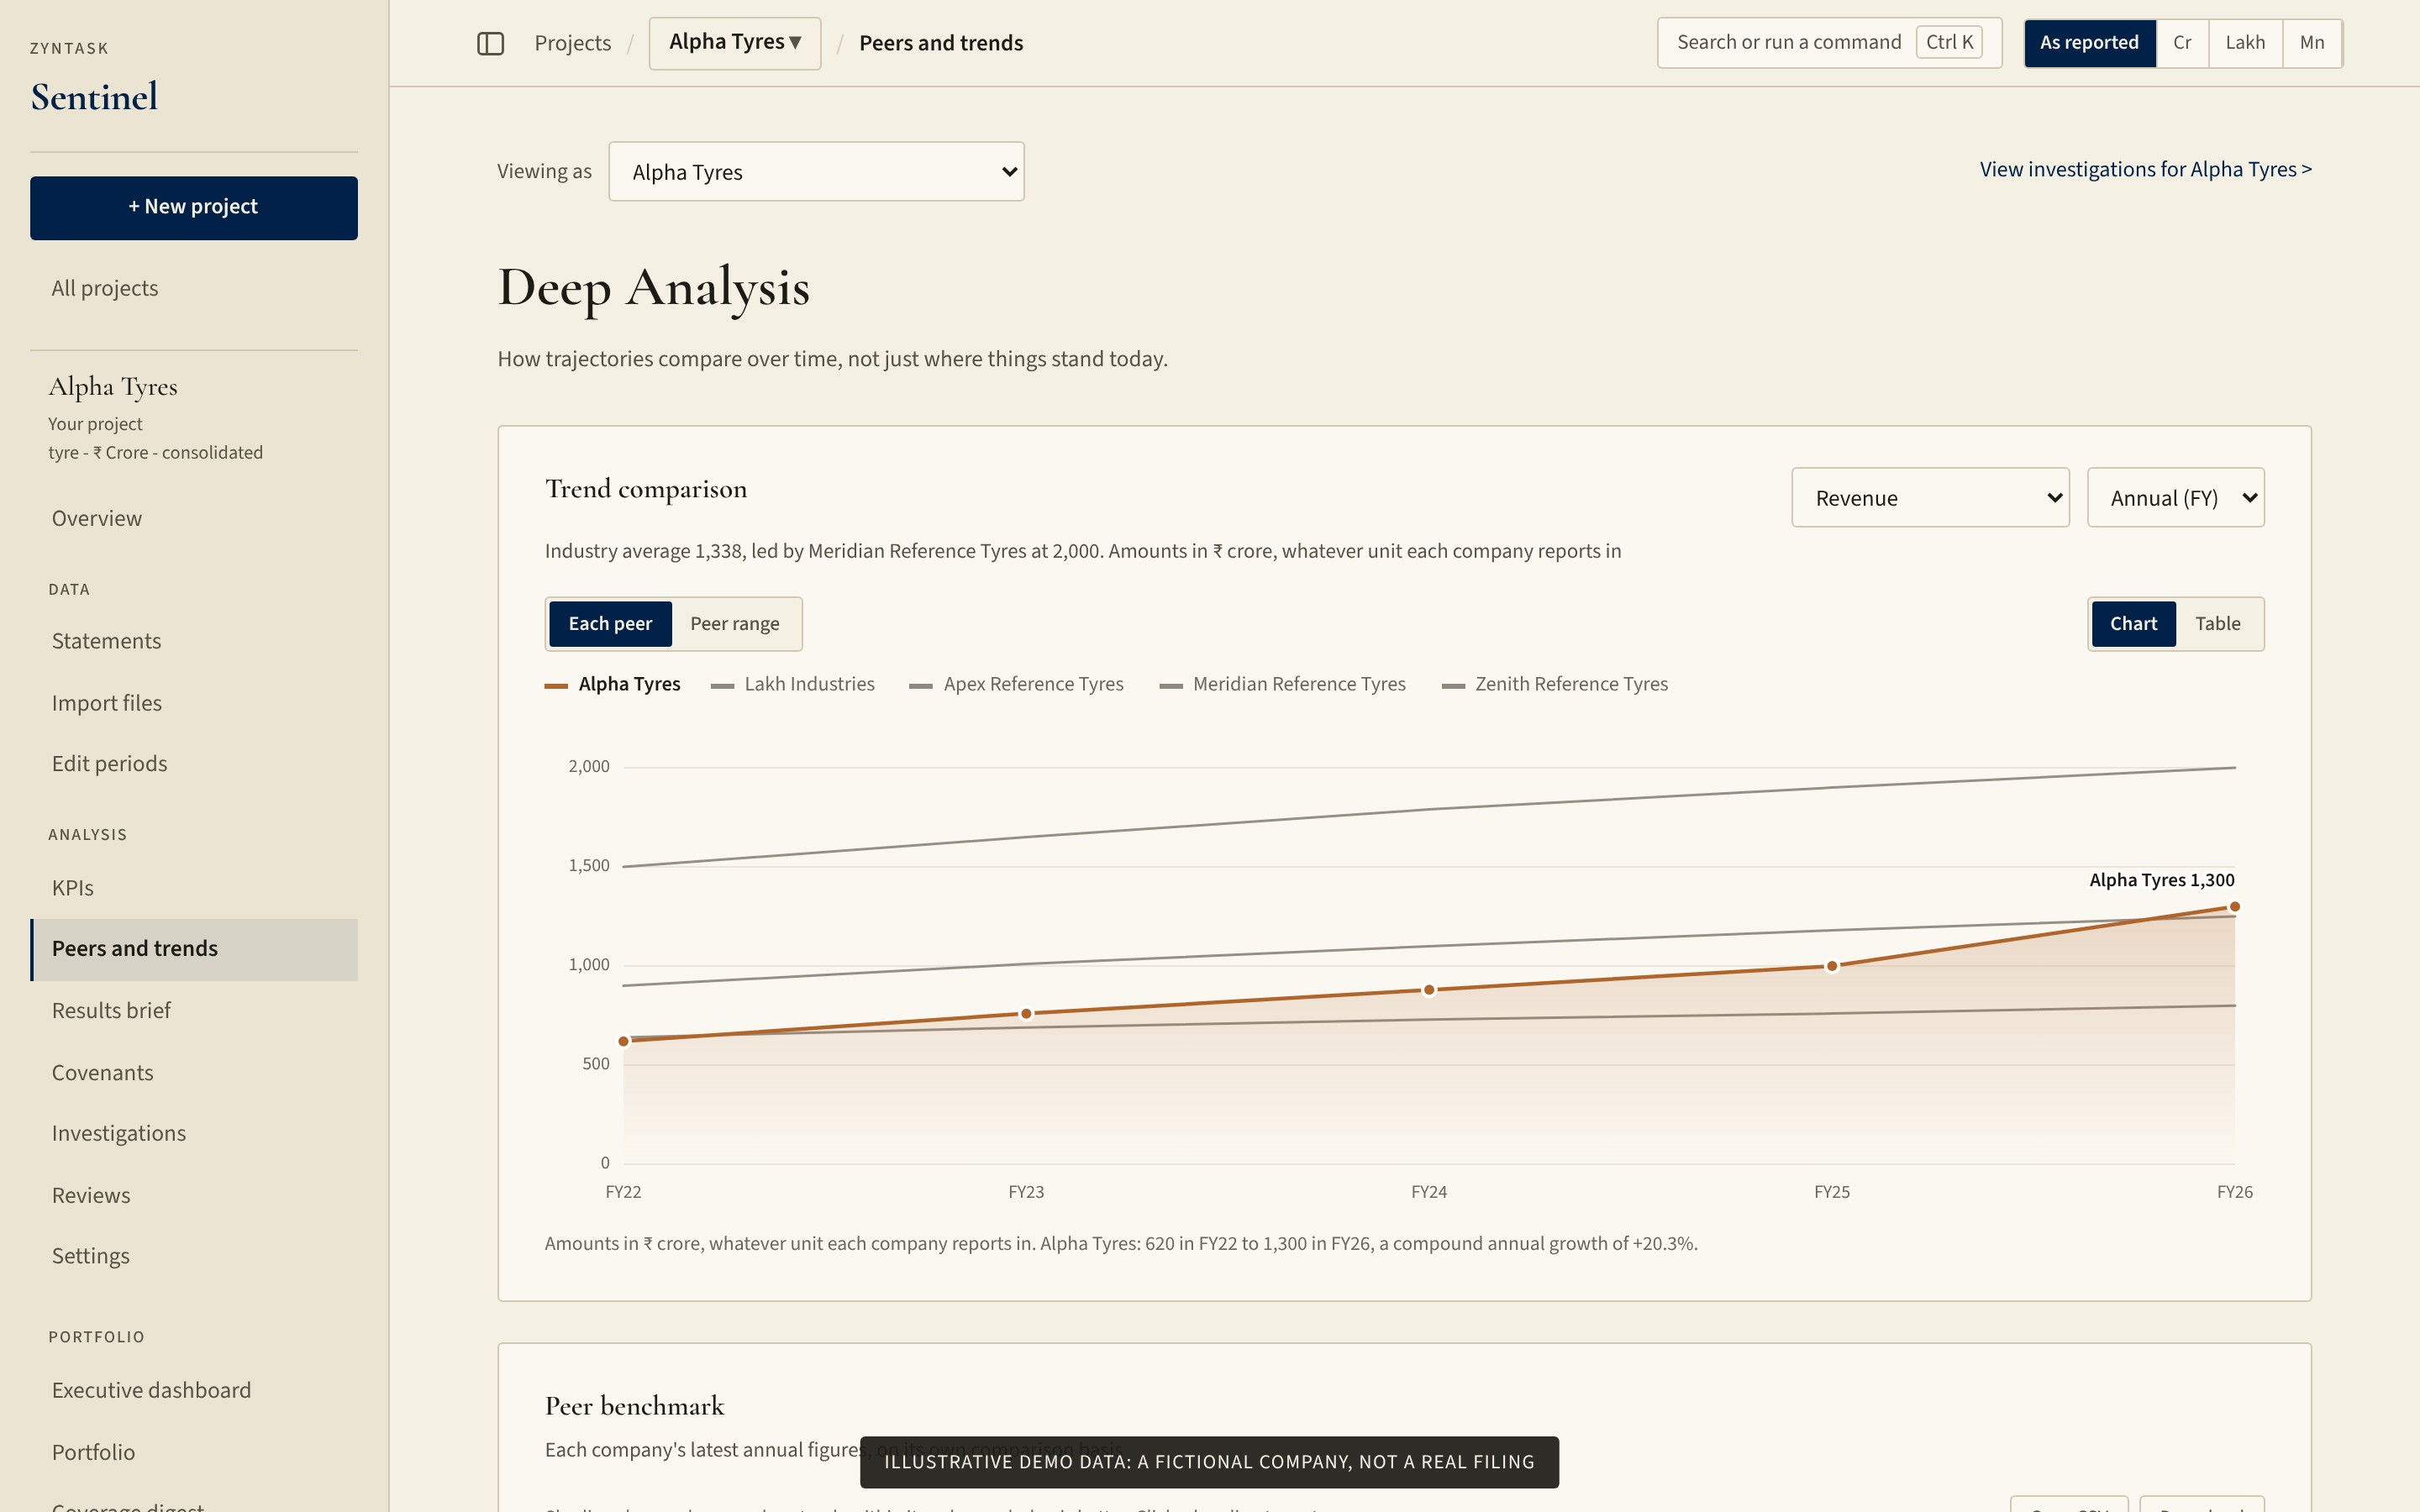 ZYNTASK
Sentinel
+ New project
All projects
Alpha Tyres
Your project
tyre - ₹ Crore - consolidated
Overview
DATA
Statements
Import files
Edit periods
ANALYSIS
KPIs
Peers and trends
Results brief
Covenants
Investigations
Reviews
Settings
PORTFOLIO
Executive dashboard
Portfolio
Coverage digest
Projects / Alpha Tyres ▾ / Peers and trends
Search or run a command Ctrl K
As reported Cr Lakh Mn
Viewing as Alpha Tyres
View investigations for Alpha Tyres >
Deep Analysis
How trajectories compare over time, not just where things stand today.
Trend comparison
Revenue Annual (FY)
Industry average 1,338, led by Meridian Reference Tyres at 2,000. Amounts in ₹ crore, whatever unit each company reports in
Each peer Peer range
Chart Table
Alpha Tyres Lakh Industries Apex Reference Tyres Meridian Reference Tyres Zenith Reference Tyres
2,000
1,500
Alpha Tyres 1,300
1,000
500
0
FY22 FY23 FY24 FY25 FY26
Amounts in ₹ crore, whatever unit each company reports in. Alpha Tyres: 620 in FY22 to 1,300 in FY26, a compound annual growth of +20.3%.
Peer benchmark
Each company's latest annual figures, on its own comparison basis
ILLUSTRATIVE DEMO DATA: A FICTIONAL COMPANY, NOT A REAL FILING